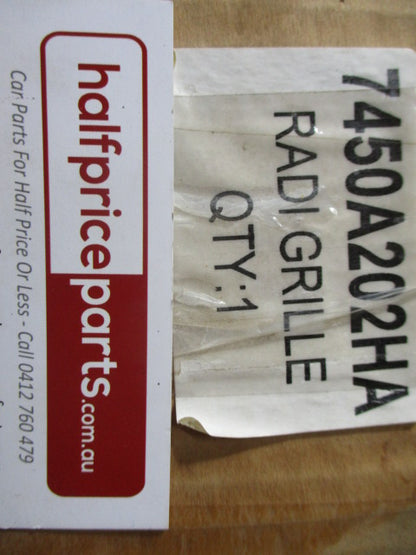 halfpriceparts.com.au
Car Parts For Half Price Or Less - Call 0412 760 479
7450A202HA
RADI GRILLE
QTY:1